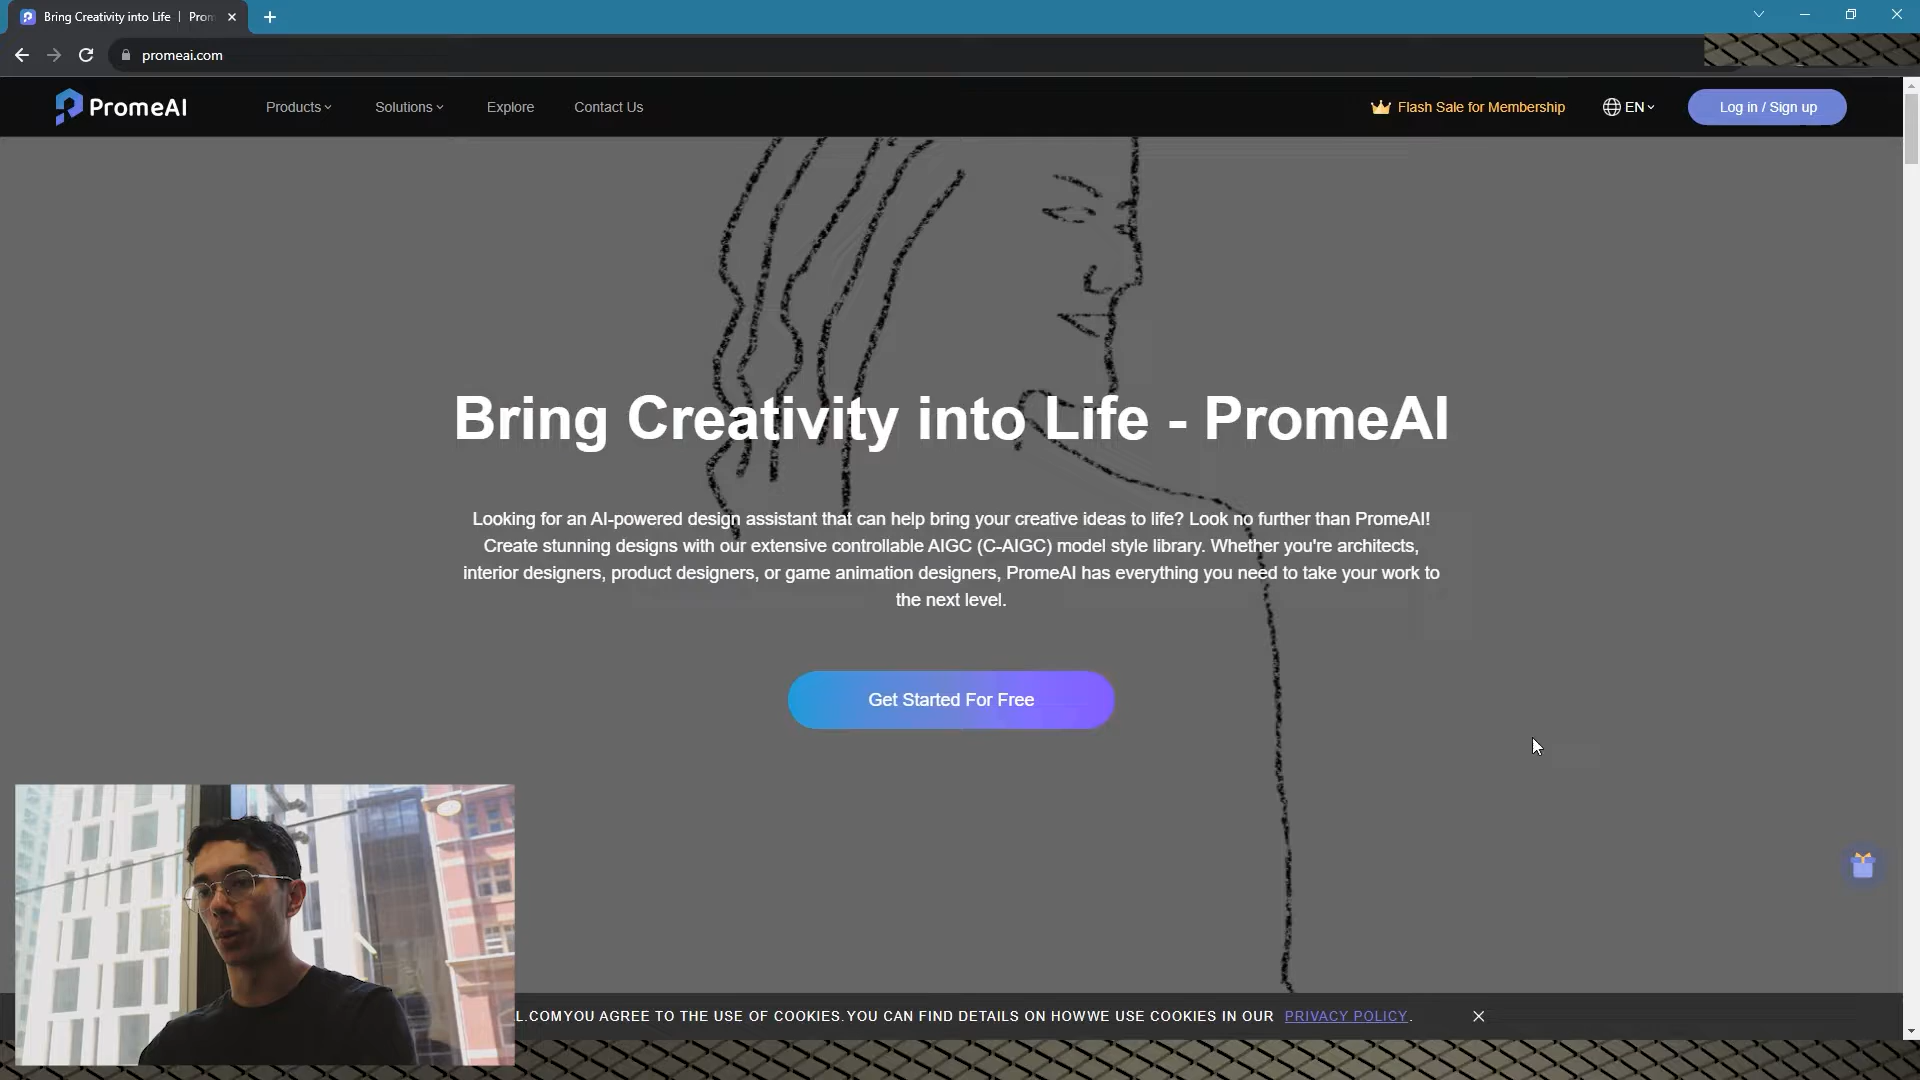 Bring Creativity into Life | Prom
promeai.com
PromeAI
Products
Solutions
Explore
Contact Us
Flash Sale for Membership
EN
Log in / Sign up
Bring Creativity into Life - PromeAI
Looking for an AI-powered design assistant that can help bring your creative ideas to life? Look no further than PromeAI!
Create stunning designs with our extensive controllable AIGC (C-AIGC) model style library. Whether you're architects,
interior designers, product designers, or game animation designers, PromeAI has everything you need to take your work to
the next level.
Get Started For Free
L.COMYOU AGREE TO THE USE OF COOKIES.YOU CAN FIND DETAILS ON HOWWE USE COOKIES IN OUR PRIVACY POLICY.